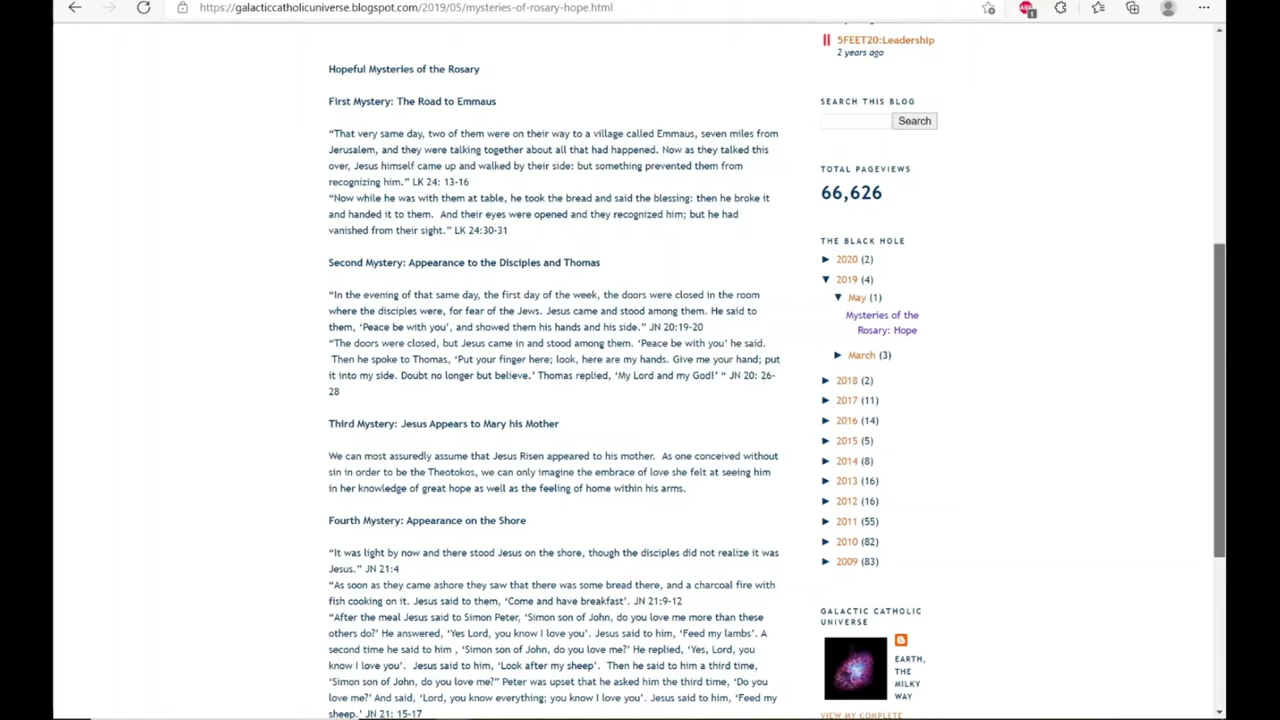 https://galacticcatholicuniverse.blogspot.com/2019/05/mysteries-of-rosary-hope.html
Hopeful Mysteries of the Rosary
First Mystery: The Road to Emmaus
“That very same day, two of them were on their way to a village called Emmaus, seven miles from
Jerusalem, and they were talking together about all that had happened. Now as they talked this
over, Jesus himself came up and walked by their side: but something prevented them from
recognizing him.” LK 24: 13-16
“Now while he was with them at table, he took the bread and said the blessing: then he broke it
and handed it to them.  And their eyes were opened and they recognized him; but he had
vanished from their sight.” LK 24:30-31
Second Mystery: Appearance to the Disciples and Thomas
“In the evening of that same day, the first day of the week, the doors were closed in the room
where the disciples were, for fear of the Jews. Jesus came and stood among them. He said to
them, ‘Peace be with you’, and showed them his hands and his side.” JN 20:19-20
“The doors were closed, but Jesus came in and stood among them. ‘Peace be with you’ he said.
Then he spoke to Thomas, ‘Put your finger here; look, here are my hands. Give me your hand; put
it into my side. Doubt no longer but believe.’ Thomas replied, ‘My Lord and my God!’ “ JN 20: 26-
28
Third Mystery: Jesus Appears to Mary his Mother
We can most assuredly assume that Jesus Risen appeared to his mother.  As one conceived without
sin in order to be the Theotokos, we can only imagine the embrace of love she felt at seeing him
in her knowledge of great hope as well as the feeling of home within his arms.
Fourth Mystery: Appearance on the Shore
“It was light by now and there stood Jesus on the shore, though the disciples did not realize it was
Jesus.” JN 21:4
“As soon as they came ashore they saw that there was some bread there, and a charcoal fire with
fish cooking on it. Jesus said to them, ‘Come and have breakfast’. JN 21:9-12
“After the meal Jesus said to Simon Peter, ‘Simon son of John, do you love me more than these
others do?’ He answered, ‘Yes Lord, you know I love you’. Jesus said to him, ‘Feed my lambs’. A
second time he said to him , ‘Simon son of John, do you love me?’ He replied, ‘Yes, Lord, you
know I love you’.  Jesus said to him, ‘Look after my sheep’.  Then he said to him a third time,
‘Simon son of John, do you love me?” Peter was upset that he asked him the third time, ‘Do you
love me?’ And said, ‘Lord, you know everything; you know I love you’. Jesus said to him, ‘Feed my
sheep.’ JN 21: 15-17
5FEET20:Leadership
2 years ago
SEARCH THIS BLOG
Search
TOTAL PAGEVIEWS
66,626
THE BLACK HOLE
► 2020 (2)
▼ 2019 (4)
▼ May (1)
Mysteries of the
Rosary: Hope
► March (3)
► 2018 (2)
► 2017 (11)
► 2016 (14)
► 2015 (5)
► 2014 (8)
► 2013 (16)
► 2012 (16)
► 2011 (55)
► 2010 (82)
► 2009 (83)
GALACTIC CATHOLIC
UNIVERSE
EARTH,
THE
MILKY
WAY
VIEW MY COMPLETE